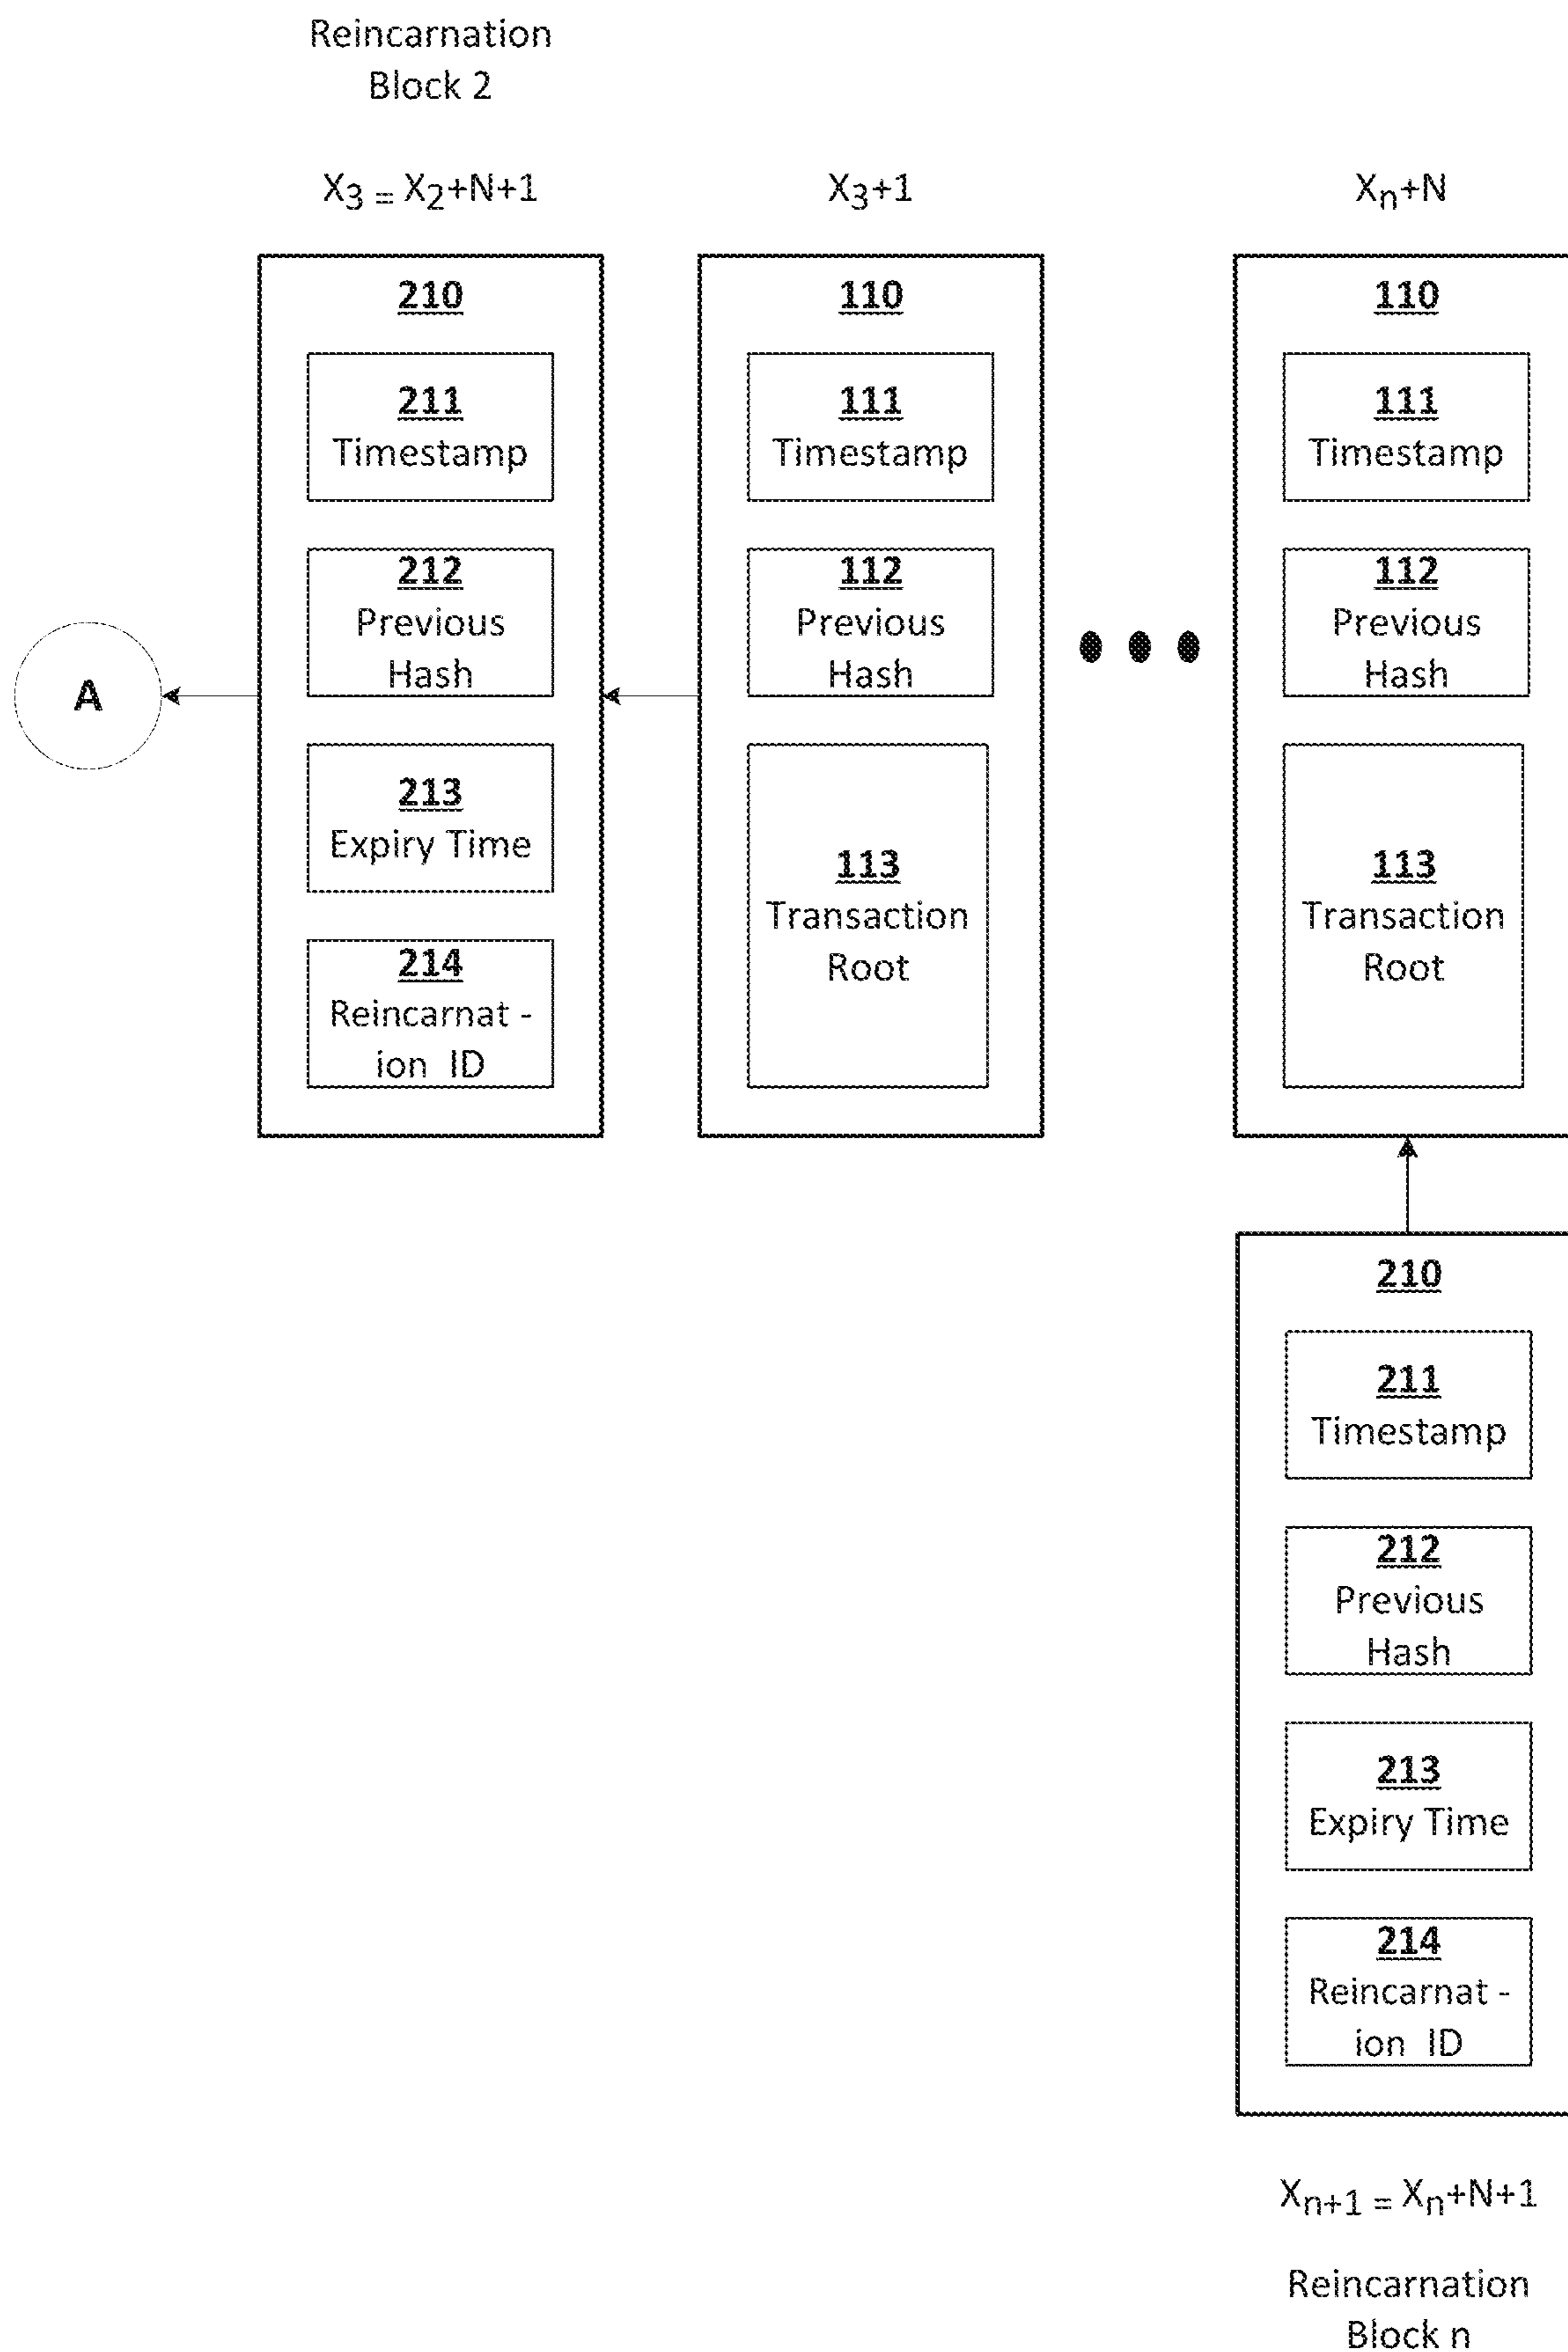 Reincarnation
Block 2
X3 = X2+N+1
X3+1
Xn+N
210
211
Timestamp
212
Previous
Hash
213
Expiry Time
214
Reincarnat -
ion ID
110
111
Timestamp
112
Previous
Hash
113
Transaction
Root
110
111
Timestamp
112
Previous
Hash
113
Transaction
Root
A
210
211
Timestamp
212
Previous
Hash
213
Expiry Time
214
Reincarnat -
ion ID
Xn+1 = Xn+N+1
Reincarnation
Block n